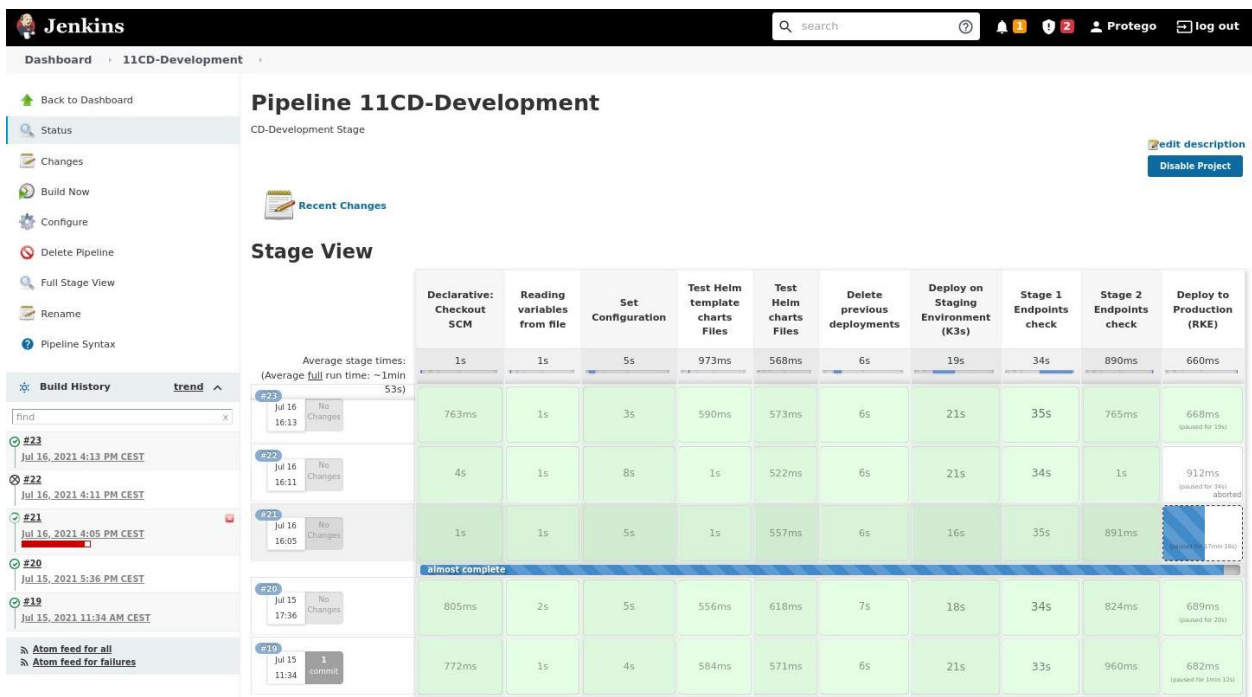 Jenkins
search
1
2
Protego
log out
Dashboard
11CD-Development
Back to Dashboard
Status
Changes
Build Now
Configure
Delete Pipeline
Full Stage View
Rename
Pipeline Syntax
Build History
trend
find
x
#23
Jul 16, 2021 4:13 PM CEST
#22
Jul 16, 2021 4:11 PM CEST
#21
Jul 16, 2021 4:05 PM CEST
#20
Jul 15, 2021 5:36 PM CEST
#19
Jul 15, 2021 11:34 AM CEST
Atom feed for all
Atom feed for failures
Pipeline 11CD-Development
CD-Development Stage
edit description
Disable Project
Recent Changes
Stage View
Declarative:
Checkout
SCM
Reading
variables
from file
Set
Configuration
Test Helm
template
charts
Files
Test
Helm
charts
Files
Delete
previous
deployments
Deploy on
Staging
Environment
(K3s)
Stage 1
Endpoints
check
Stage 2
Endpoints
check
Deploy to
Production
(RKE)
Average stage times:
(Average full run time: ~1min
53s)
1s 1s 5s 973ms 568ms 6s 19s 34s 890ms 660ms
#23
Jul 16
16:13
No
Changes
763ms 1s 3s 590ms 573ms 6s 21s 35s 765ms 668ms
(paused for 19s)
#22
Jul 16
16:11
No
Changes
4s 1s 8s 1s 522ms 6s 21s 34s 1s 912ms
(paused for 34s)
aborted
#21
Jul 16
16:05
No
Changes
1s 1s 5s 1s 557ms 6s 16s 35s 891ms
(paused for 17min 16s)
almost complete
#20
Jul 15
17:36
No
Changes
805ms 2s 5s 556ms 618ms 7s 18s 34s 824ms 689ms
(paused for 20s)
#19
Jul 15
11:34
1
commit
772ms 1s 4s 584ms 571ms 6s 21s 33s 960ms 682ms
(paused for 1min 12s)